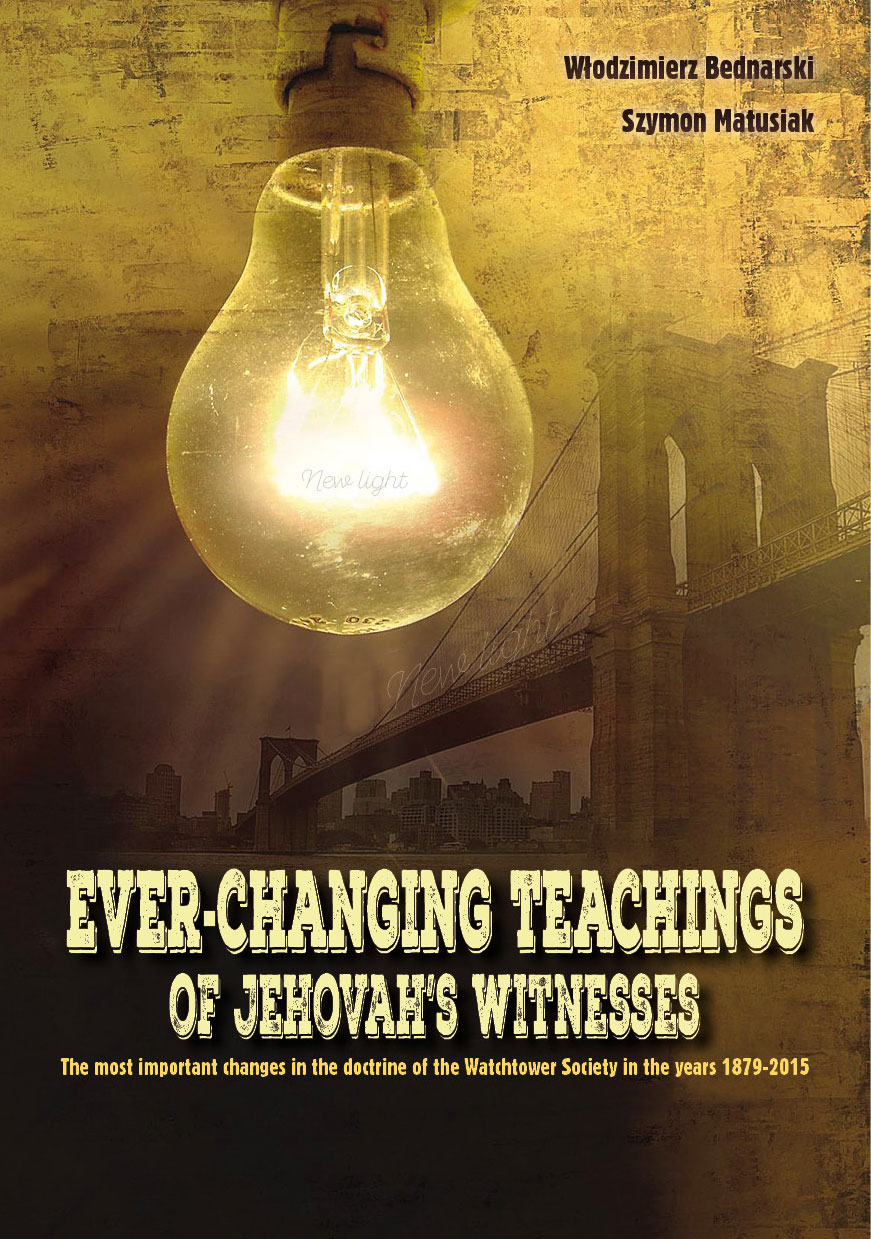 Włodzimierz Bednarski
Szymon Matusiak
New light
New light
EVER-CHANGING TEACHINGS
OF JEHOVAH'S WITNESSES
The most important changes in the doctrine of the Watchtower Society in the years 1879-2015